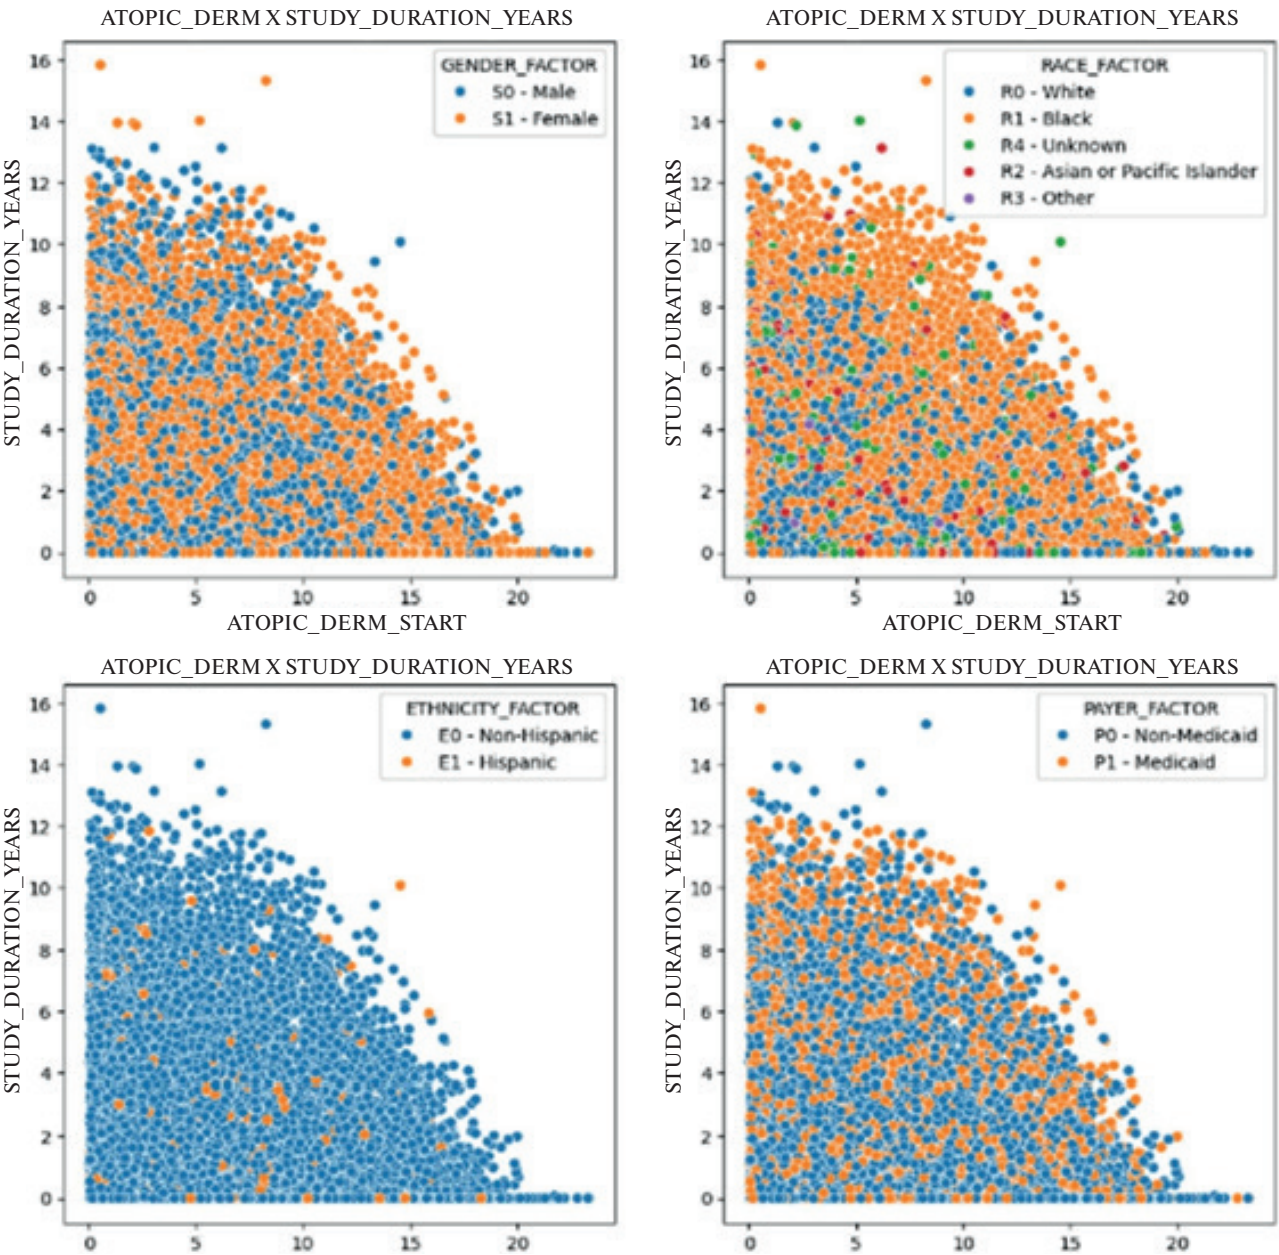 ATOPIC_DERM X STUDY_DURATION_YEARS
STUDY_DURATION_YEARS
16
14
12
10
8
6
4
2
0
GENDER_FACTOR
S0 - Male
S1 - Female
0 5 10 15 20
ATOPIC_DERM_START
ATOPIC_DERM X STUDY_DURATION_YEARS
STUDY_DURATION_YEARS
16
14
12
10
8
6
4
2
0
RACE_FACTOR
R0 - White
R1 - Black
R4 - Unknown
R2 - Asian or Pacific Islander
R3 - Other
0 5 10 15 20
ATOPIC_DERM_START
ATOPIC_DERM X STUDY_DURATION_YEARS
STUDY_DURATION_YEARS
16
14
12
10
8
6
4
2
0
ETHNICITY_FACTOR
E0 - Non-Hispanic
E1 - Hispanic
0 5 10 15 20
ATOPIC_DERM X STUDY_DURATION_YEARS
STUDY_DURATION_YEARS
16
14
12
10
8
6
4
2
0
PAYER_FACTOR
P0 - Non-Medicaid
P1 - Medicaid
0 5 10 15 20